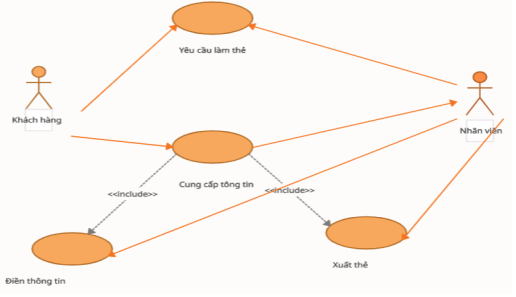 Yêu cầu làm thẻ
Khách hàng
Nhân viên
Cung cấp tông tin
<<include>>
<<include>>
Xuất thẻ
Điền thông tin